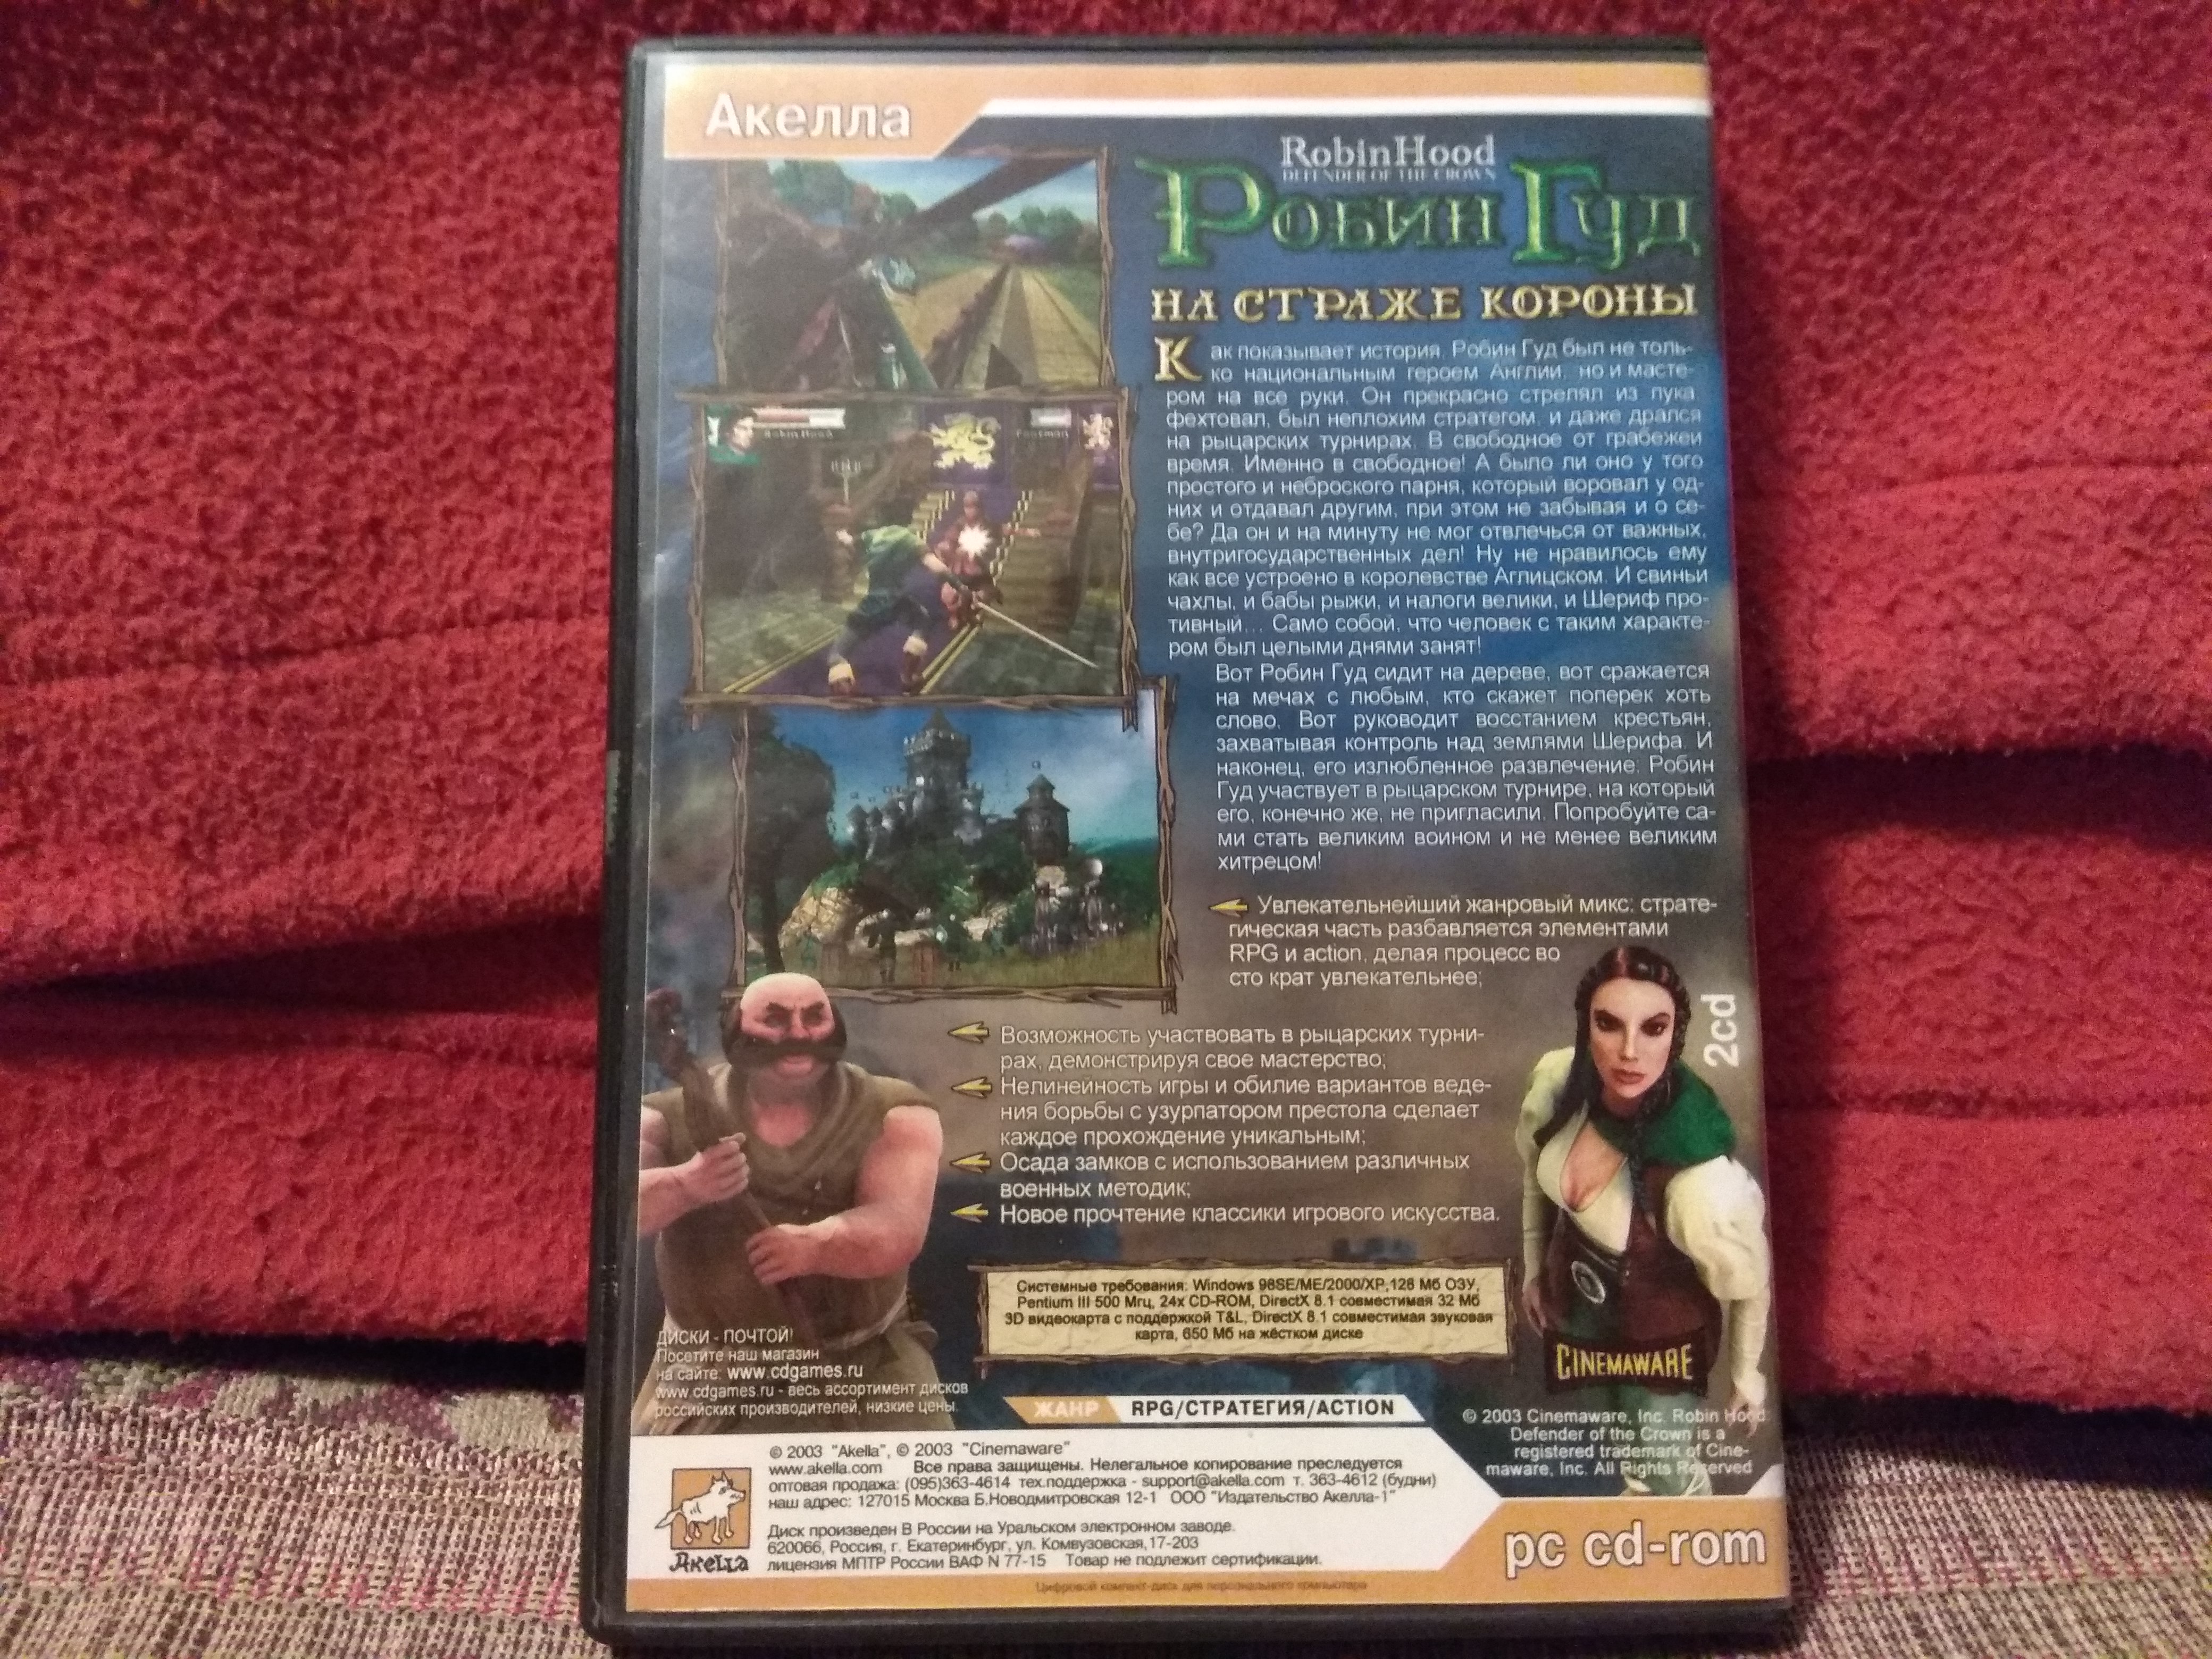 Акелла
RobinHood
DEFENDER OF THE CROWN
Робин Гуд
НА СТРАЖЕ КОРОНЫ
Как показывает история, Робин Гуд был не толь-
ко национальным героем Англии, но и масте-
ром на все руки. Он прекрасно стрелял из лука,
фехтовал, был неплохим стратегом, и даже дрался
на рыцарских турнирах. В свободное от грабежей
время. Именно в свободное! А было ли оно у того
простого и неброского парня, который воровал у од-
них и отдавал другим, при этом не забывая и о се-
бе? Да он и на минуту не мог отвлечься от важных,
внутригосударственных дел! Ну не нравилось ему
как все устроено в королевстве Аглицском. И свиньи
чахлы, и бабы рыжи, и налоги велики, и Шериф про-
тивный... Само собой, что человек с таким характе-
ром был целыми днями занят!
Вот Робин Гуд сидит на дереве, вот сражается
на мечах с любым, кто скажет поперек хоть
слово. Вот руководит восстанием крестьян,
захватывая контроль над землями Шерифа. И
наконец, его излюбленное развлечение: Робин
Гуд участвует в рыцарском турнире, на который
его, конечно же, не пригласили. Попробуйте са-
ми стать великим воином и не менее великим
хитрецом!
Robin Hood
Footman
Увлекательнейший жанровый микс: страте-
гическая часть разбавляется элементами
RPG и action, делая процесс во
сто крат увлекательнее;
Возможность участвовать в рыцарских турни-
рах, демонстрируя свое мастерство;
Нелинейность игры и обилие вариантов веде-
ния борьбы с узурпатором престола сделает
каждое прохождение уникальным;
Осада замков с использованием различных
военных методик;
Новое прочтение классики игрового искусства.
2cd
Системные требования: Windows 98SE/ME/2000/XP,128 Мб ОЗУ,
Pentium III 500 Мгц, 24x CD-ROM, DirectX 8.1 совместимая 32 Мб
3D видеокарта с поддержкой T&L, DirectX 8.1 совместимая звуковая
карта, 650 Мб на жёстком диске
ДИСКИ - ПОЧТОЙ!
Посетите наш магазин
на сайте: www.cdgames.ru
www.cdgames.ru - весь ассортимент дисков
российских производителей, низкие цены.
ЖАНР RPG/СТРАТЕГИЯ/ACTION
CINEMAWARE
© 2003 Cinemaware, Inc. Robin Hood
Defender of the Crown is a
registered trademark of Cine-
maware, Inc. All Rights Reserved
© 2003 "Akella", © 2003 "Cinemaware"
www.akella.com Все права защищены. Нелегальное копирование преследуется
оптовая продажа: (095)363-4614 тех.поддержка - support@akella.com т. 363-4612 (будни)
наш адрес: 127015 Москва Б.Новодмитровская 12-1 ООО "Издательство Акелла-1"
Диск произведен В России на Уральском электронном заводе.
620066, Россия, г. Екатеринбург, ул. Комвузовская,17-203
лицензия МПТР России ВАФ N 77-15 Товар не подлежит сертификации.
Akella
pc cd-rom
Цифровой компакт-диск для персонального компьютера